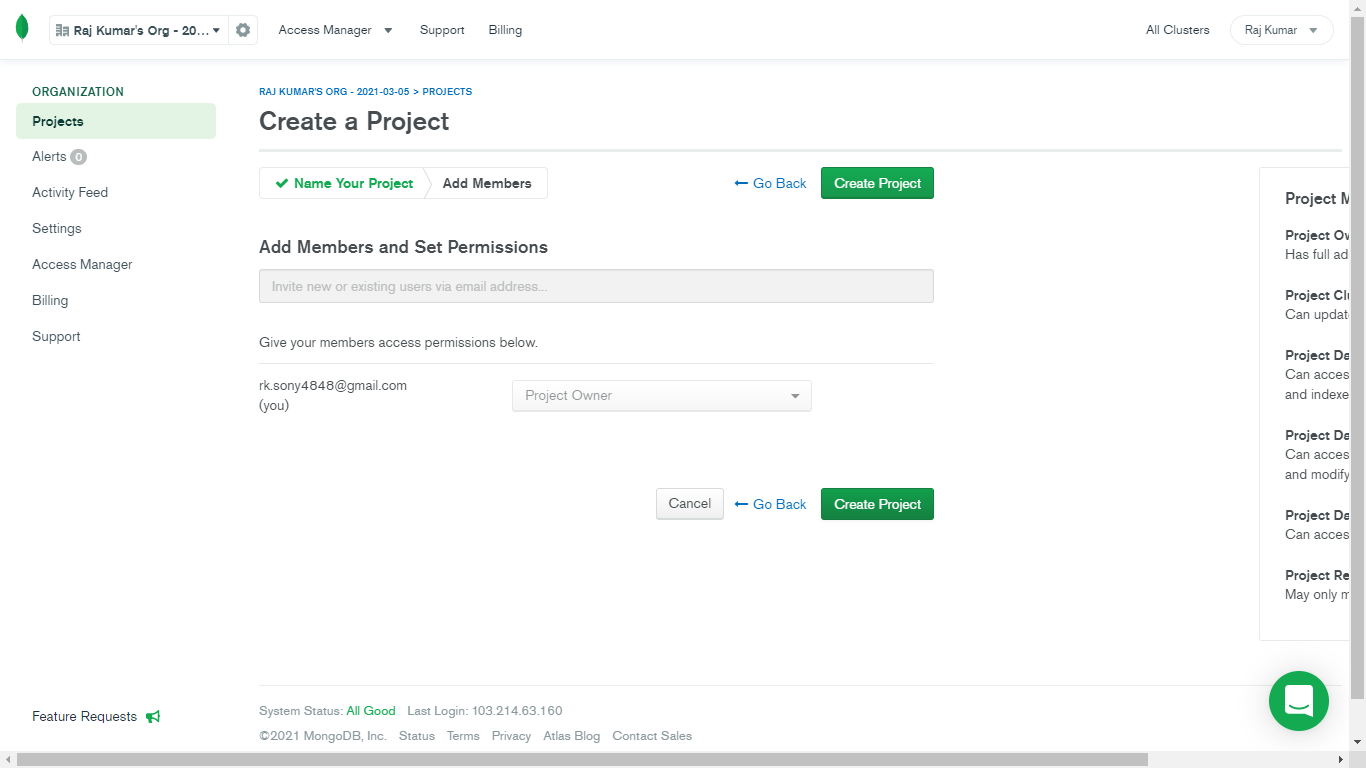 Raj Kumar's Org - 20...
Access Manager
Support
Billing
All Clusters
Raj Kumar
ORGANIZATION
Projects
Alerts 0
Activity Feed
Settings
Access Manager
Billing
Support
Feature Requests
RAJ KUMAR'S ORG - 2021-03-05 > PROJECTS
Create a Project
Name Your Project
Add Members
Go Back
Create Project
Add Members and Set Permissions
Invite new or existing users via email address...
Give your members access permissions below.
rk.sony4848@gmail.com
(you)
Project Owner
Cancel
Go Back
Create Project
Project M
Project Ow
Has full ad
Project Clu
Can update
Project Da
Can acces
and indexe
Project Da
Can acces
and modify
Project Da
Can acces
Project Re
May only m
System Status: All Good Last Login: 103.214.63.160
©2021 MongoDB, Inc. Status Terms Privacy Atlas Blog Contact Sales